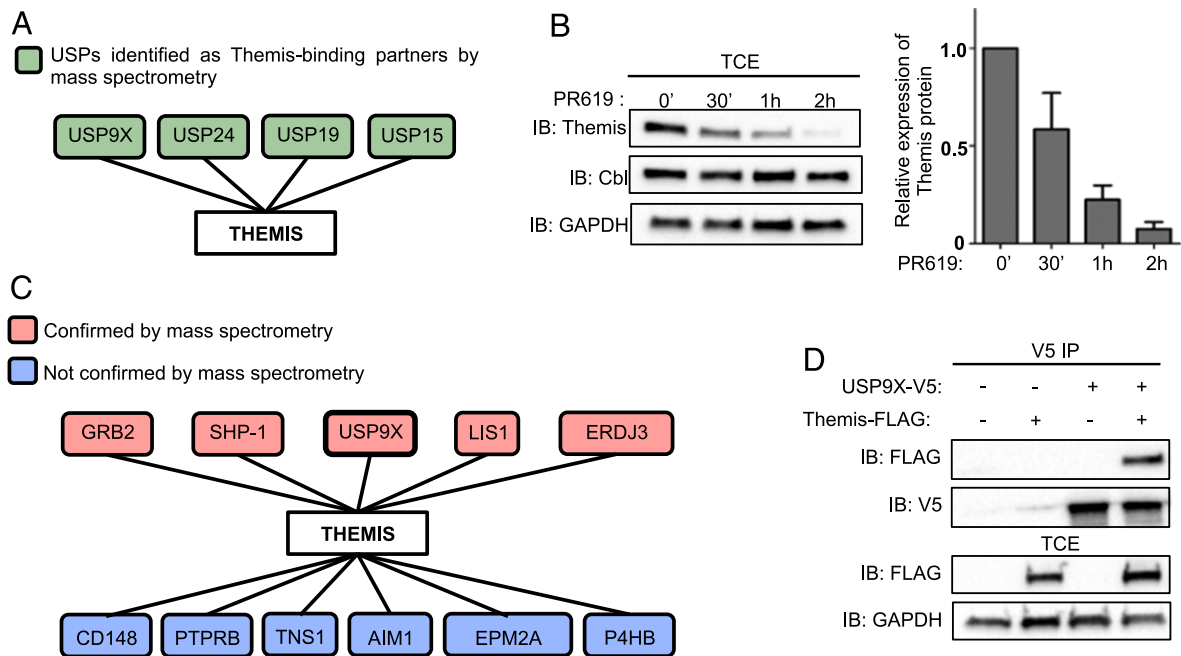 A
USPs identified as Themis-binding partners by
mass spectrometry
USP9X USP24 USP19 USP15
THEMIS
B
TCE
PR619 : 0' 30' 1h 2h
IB: Themis
IB: Cbl
IB: GAPDH
Relative expression of
Themis protein
1.0
0.5
0
PR619: 0' 30' 1h 2h
C
Confirmed by mass spectrometry
Not confirmed by mass spectrometry
GRB2 SHP-1 USP9X LIS1 ERDJ3
THEMIS
CD148 PTPRB TNS1 AIM1 EPM2A P4HB
D
V5 IP
USP9X-V5: - - + +
Themis-FLAG: - + - +
IB: FLAG
IB: V5
TCE
IB: FLAG
IB: GAPDH